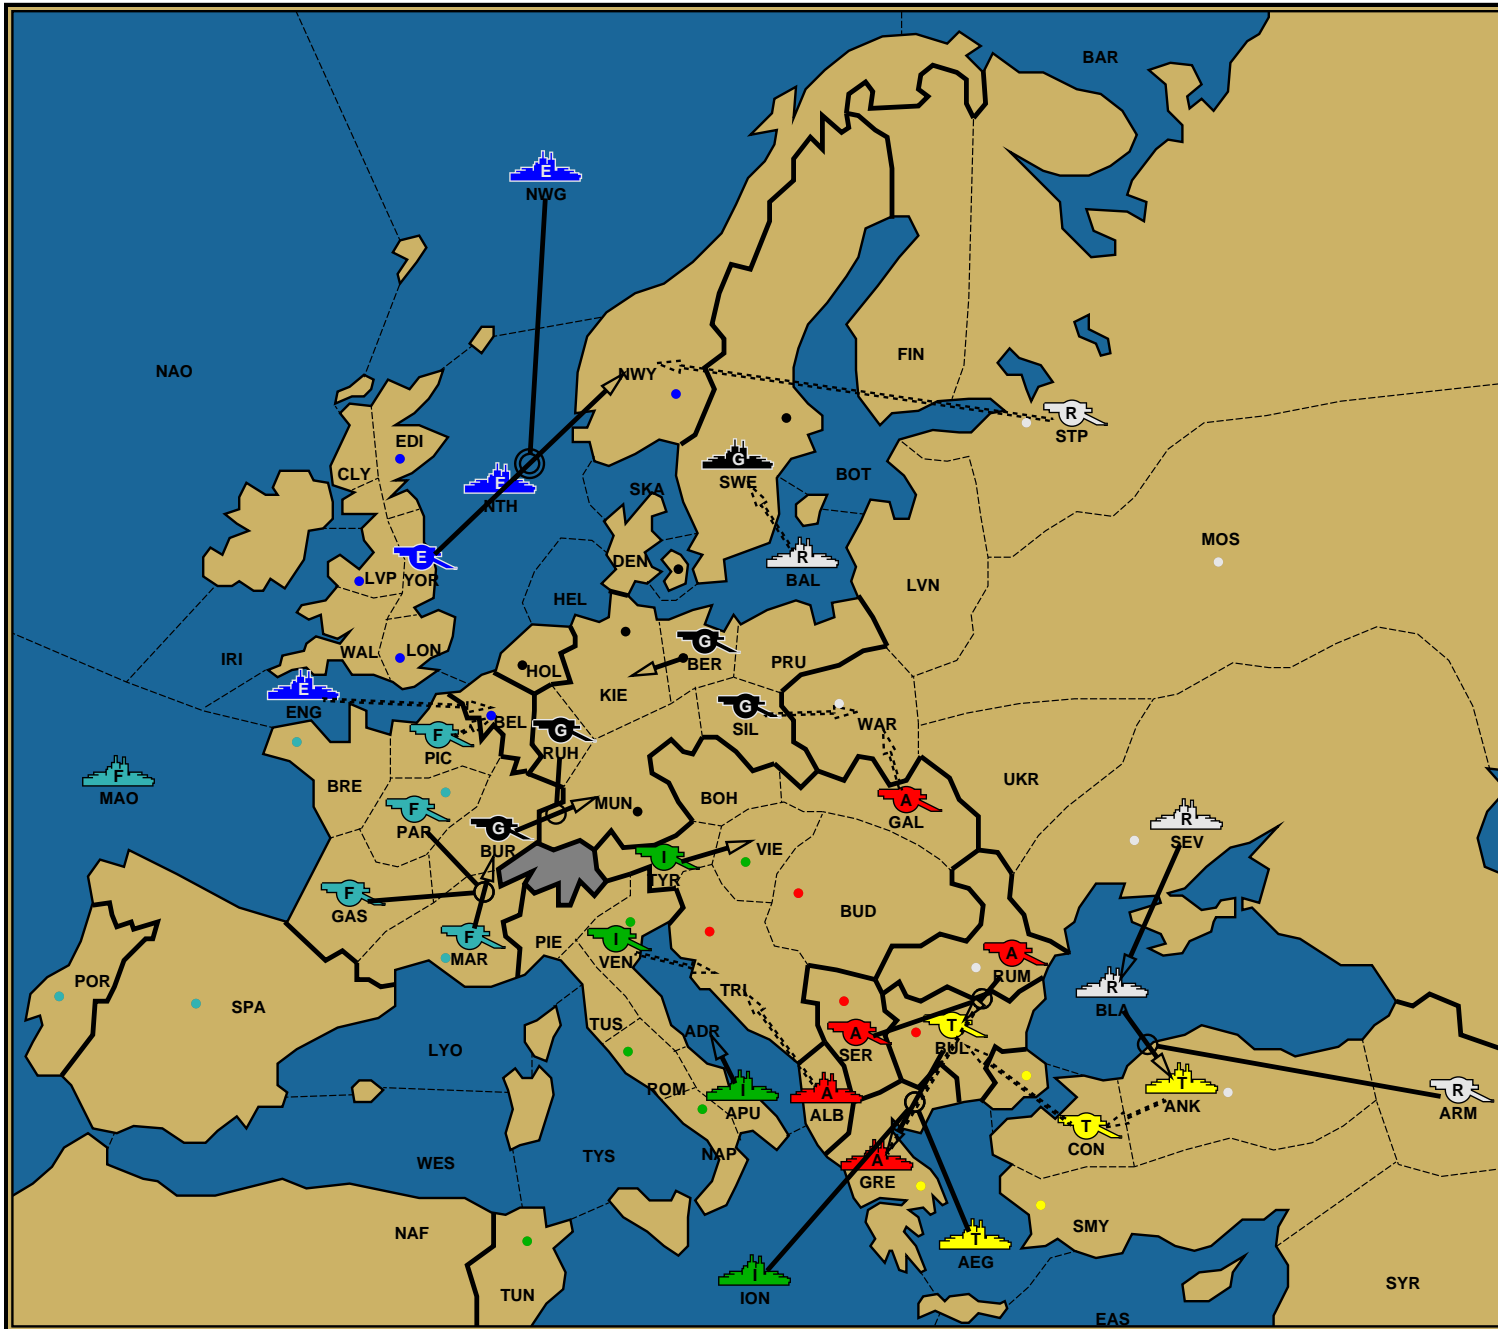 BAR
E
NWG
NAO
FIN
NWY
R
STP
EDI
CLY
G
SWE
BOT
E
NTH
SKA
MOS
E
YOR
LVP
DEN
R
BAL
LVN
HEL
IRI
WAL
LON
HOL
G
BER
PRU
KIE
E
ENG
BEL
G
SIL
WAR
F
PIC
G
RUH
UKR
F
MAO
BRE
MUN
BOH
A
GAL
F
PAR
G
BUR
R
SEV
I
TYR
VIE
F
GAS
BUD
F
MAR
PIE
I
VEN
A
RUM
POR
SPA
TRI
R
BLA
TUS
ADR
A
SER
T
BUL
LYO
ROM
I
APU
A
ALB
T
ANK
R
ARM
T
CON
WES
TYS
NAP
A
GRE
NAF
SMY
T
AEG
I
ION
TUN
SYR
EAS